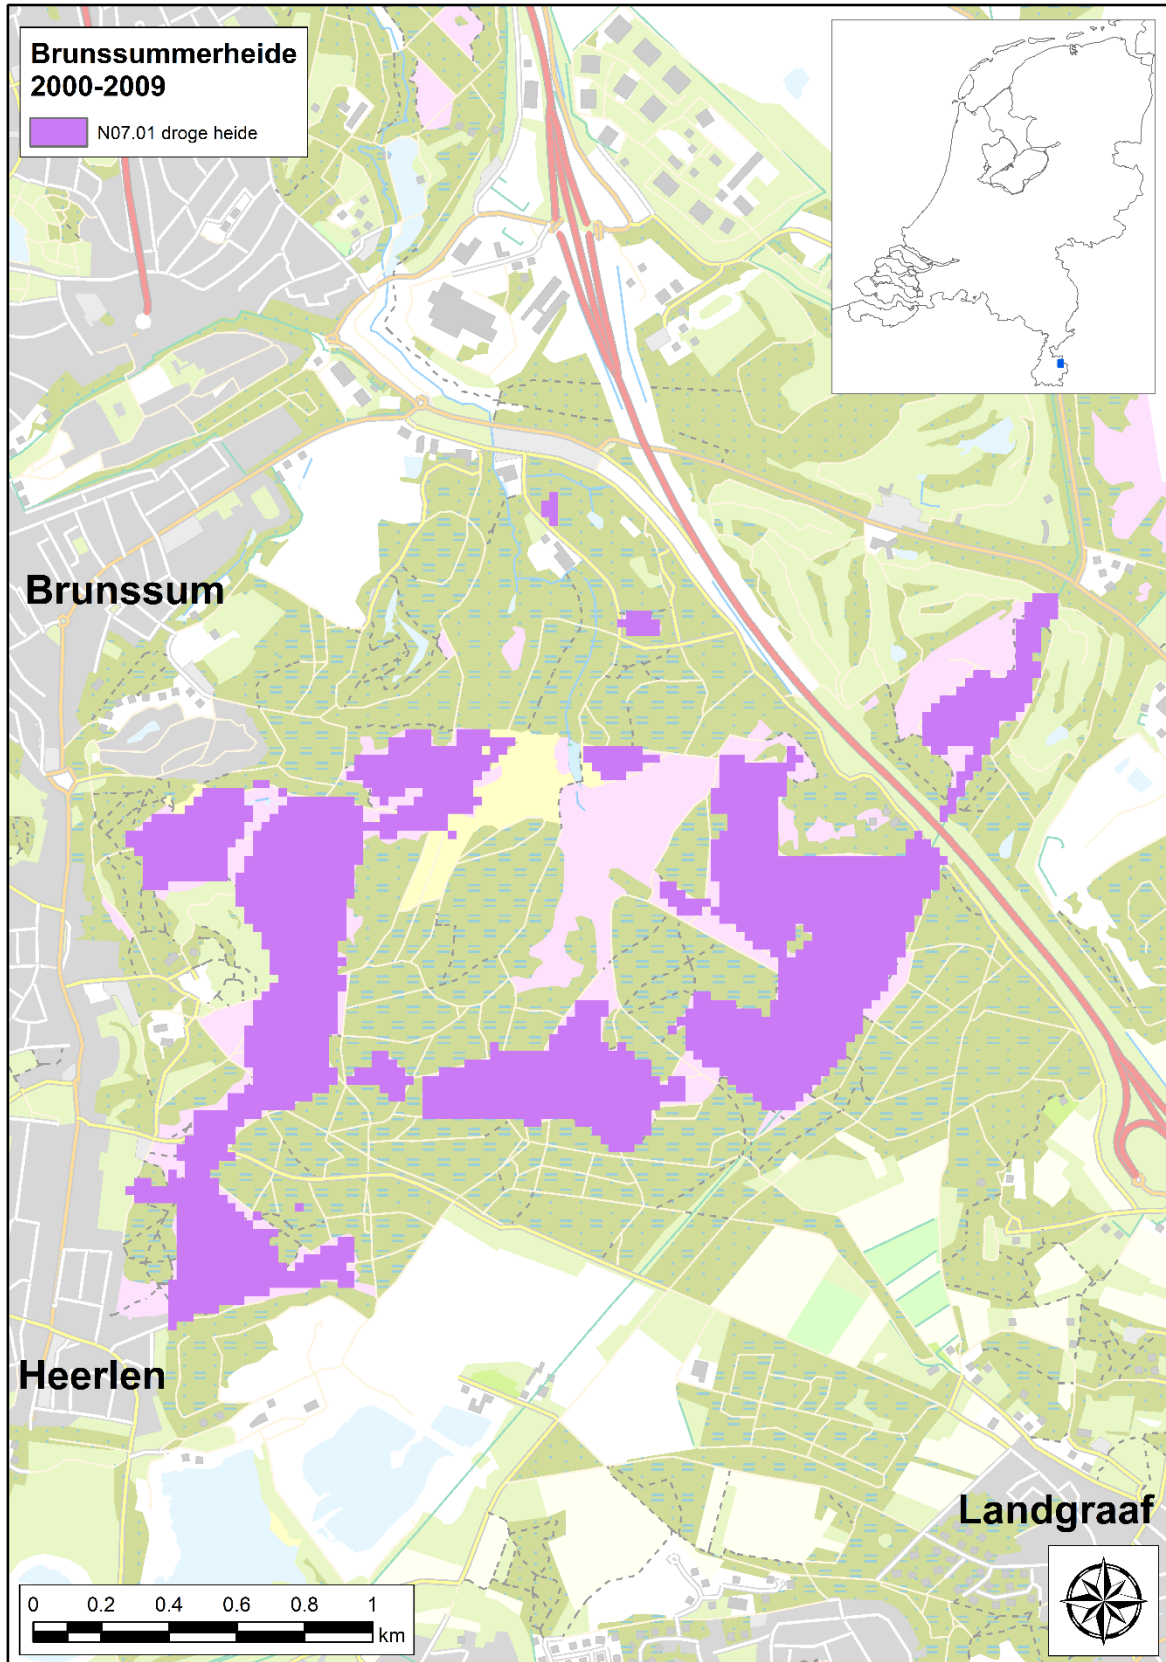 Brunssummerheide
2000-2009
N07.01 droge heide
Brunssum
Heerlen
Landgraaf
0 0.2 0.4 0.6 0.8 1
km